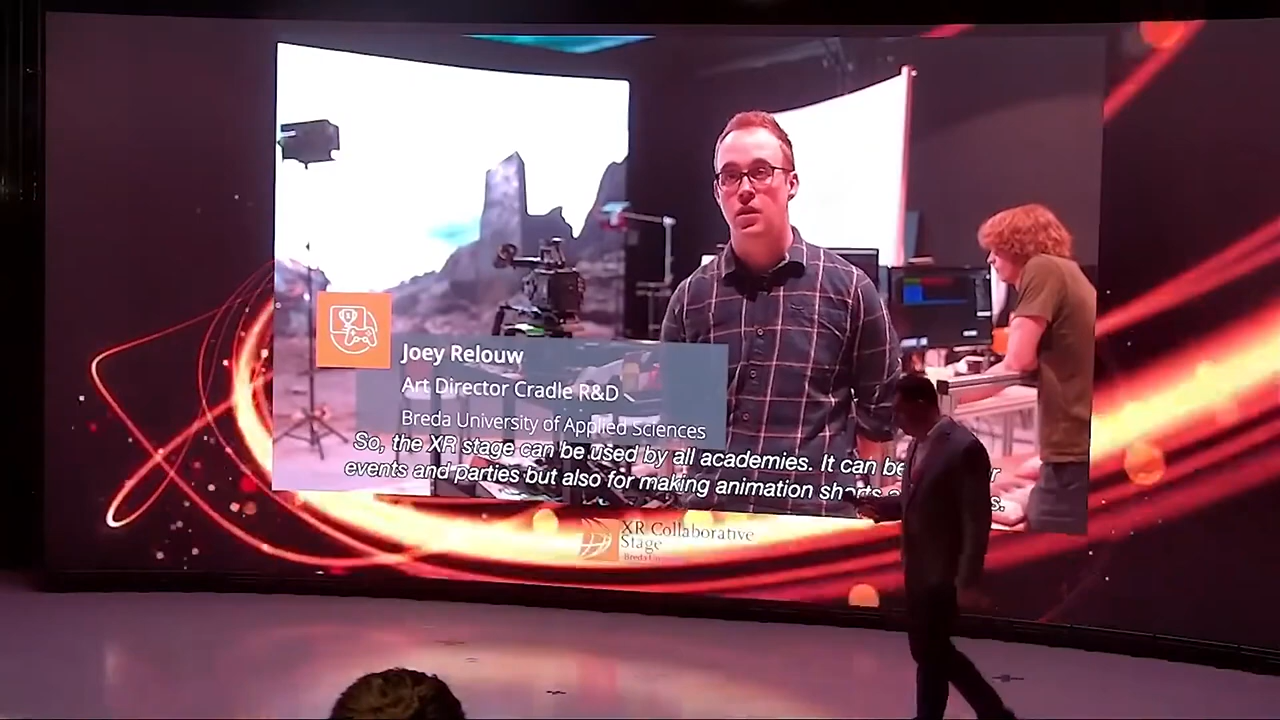 Joey Relouw
Art Director Cradle R&D
Breda University of Applied Sciences
So, the XR stage can be used by all academies. It can be
events and parties but also for making animation shorts
XR Collaborative
Stage
Breda